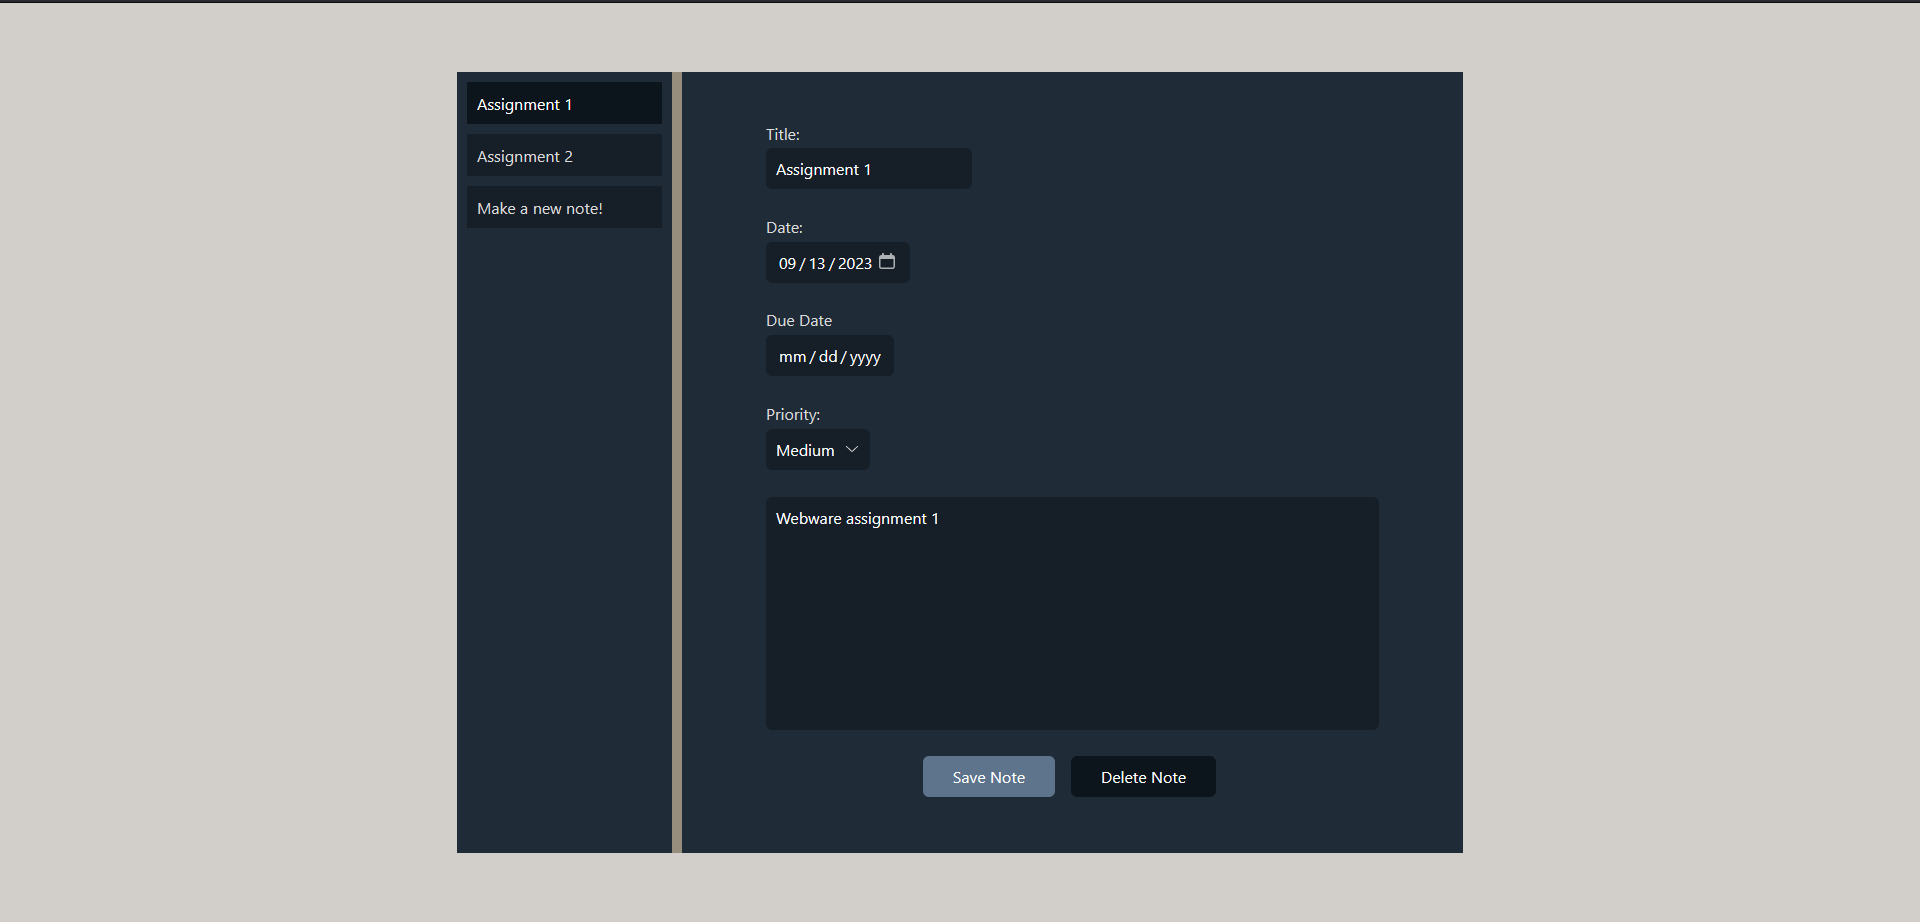 Assignment 1
Assignment 2
Make a new note!
Title:
Assignment 1
Date:
09/13/2023
Due Date
mm/dd/yyyy
Priority:
Medium
Webware assignment 1
Save Note
Delete Note